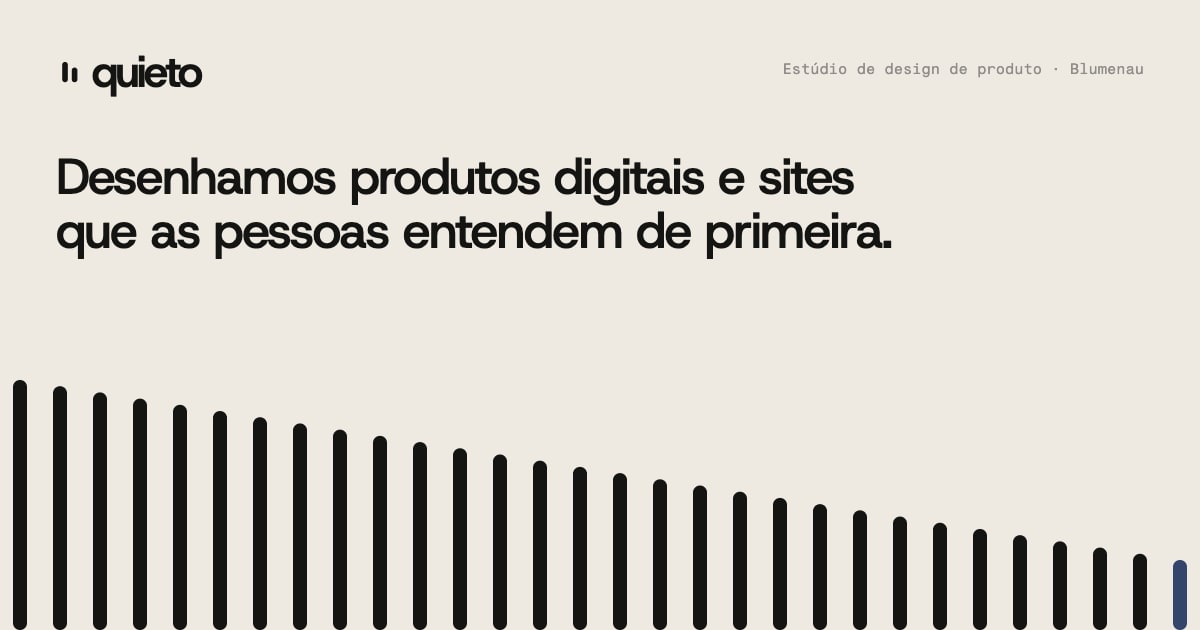 quieto
Estúdio de design de produto · Blumenau
Desenhamos produtos digitais e sites
que as pessoas entendem de primeira.